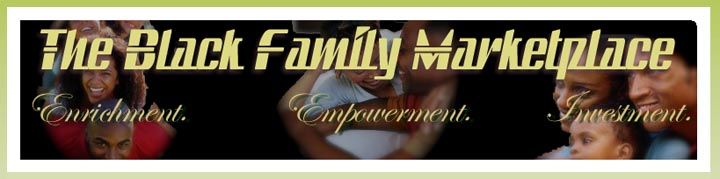 The Black Family Marketplace
Enrichment. Empowerment. Investment.